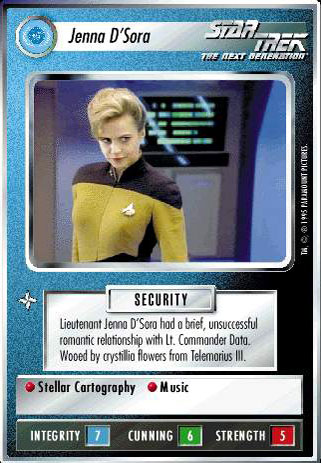 Jenna D'Sora
STAR TREK
THE NEXT GENERATION
TM © © 1995 PARAMOUNT PICTURES.
SECURITY
Lieutenant Jenna D'Sora had a brief, unsuccessful
romantic relationship with Lt. Commander Data.
Wooed by crystillia flowers from Telemarius III.
Stellar Cartography Music
INTEGRITY 7 CUNNING 6 STRENGTH 5